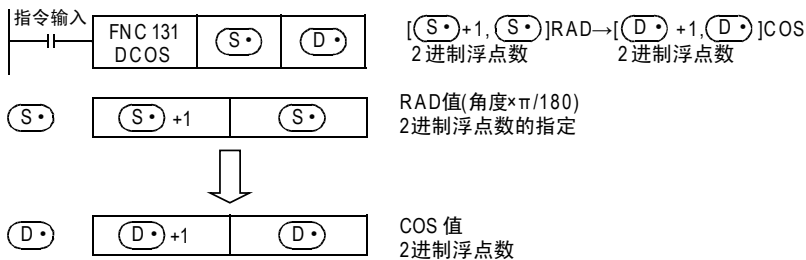 指令输入
FNC 131
DCOS
S•
D•
[S•+1, S•]RAD→[D• +1, D•]COS
2进制浮点数 2进制浮点数
S• S• +1 S•
RAD值(角度×π/180)
2进制浮点数的指定
D• D• +1 D•
COS 值
2进制浮点数